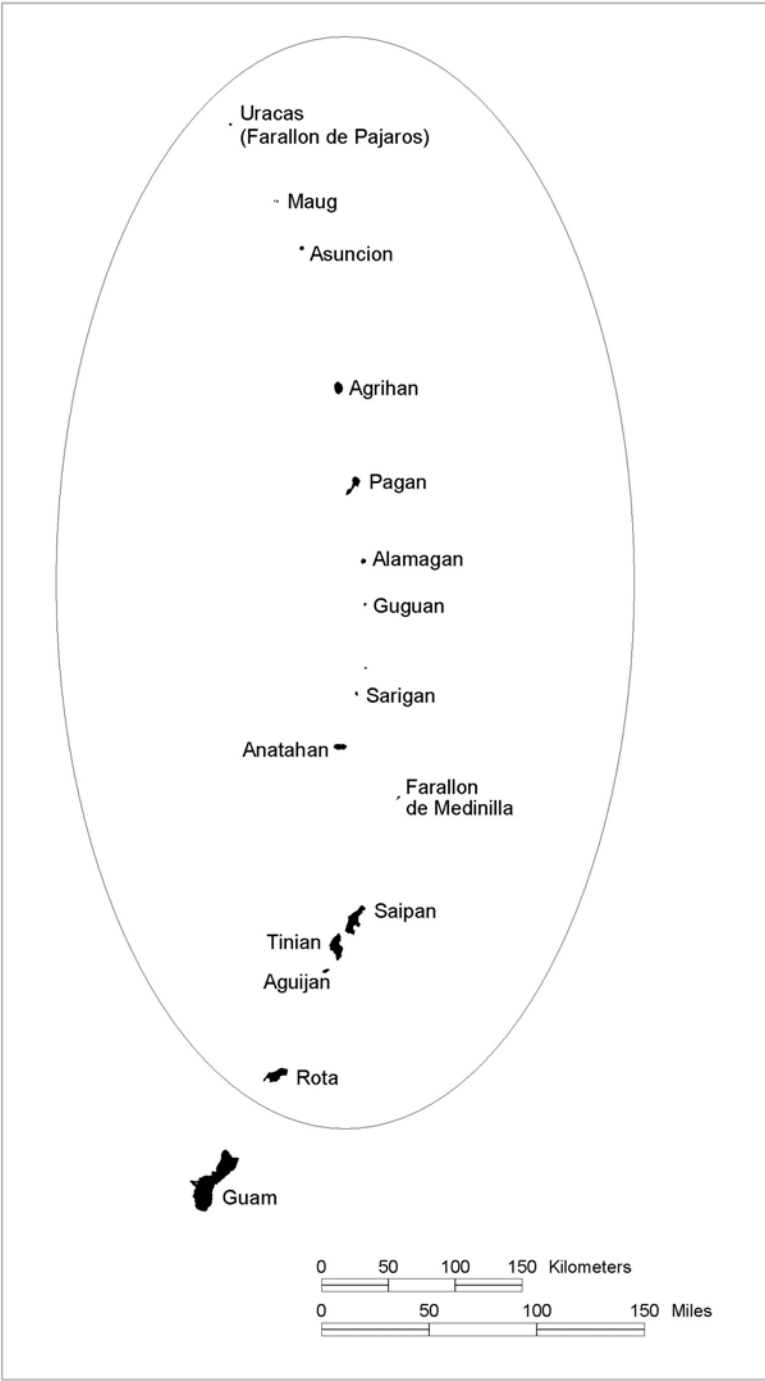 Uracas
(Farallon de Pajaros)
Maug
Asuncion
Agrihan
Pagan
Alamagan
Guguan
Sarigan
Anatahan
Farallon
de Medinilla
Saipan
Tinian
Aguijan
Rota
Guam
0 50 100 150 Kilometers
0 50 100 150 Miles